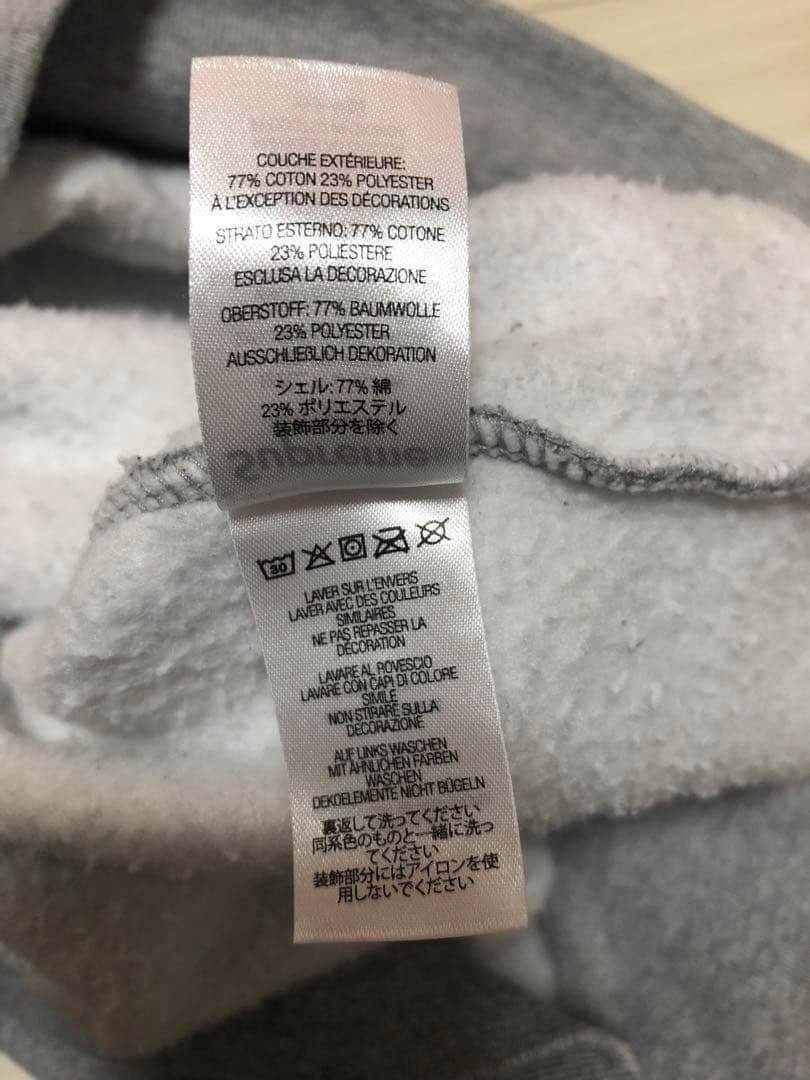 COUCHE EXTÉRIEURE:
77% COTON 23% POLYESTER
À L'EXCEPTION DES DÉCORATIONS
STRATO ESTERNO: 77% COTONE
23% POLIESTERE
ESCLUSA LA DECORAZIONE
OBERSTOFF: 77% BAUMWOLLE
23% POLYESTER
AUSSCHLIEßLICH DEKORATION
シェル: 77% 綿
23% ポリエステル
装飾部分を除く
Supreme
30
LAVER SUR L'ENVERS
LAVER AVEC DES COULEURS
SIMILAIRES
NE PAS REPASSER LA
DÉCORATION
LAVARE AL ROVESCIO
LAVARE CON CAPI DI COLORE
SIMILE
NON STIRARE SULLA
DECORAZIONE
AUF LINKS WASCHEN
MIT ÄHNLICHEN FARBEN
WASCHEN
DEKOELEMENTE NICHT BÜGELN
裏返して洗ってください
同系色のものと一緒に洗っ
てください
装飾部分にはアイロンを使
用しないでください